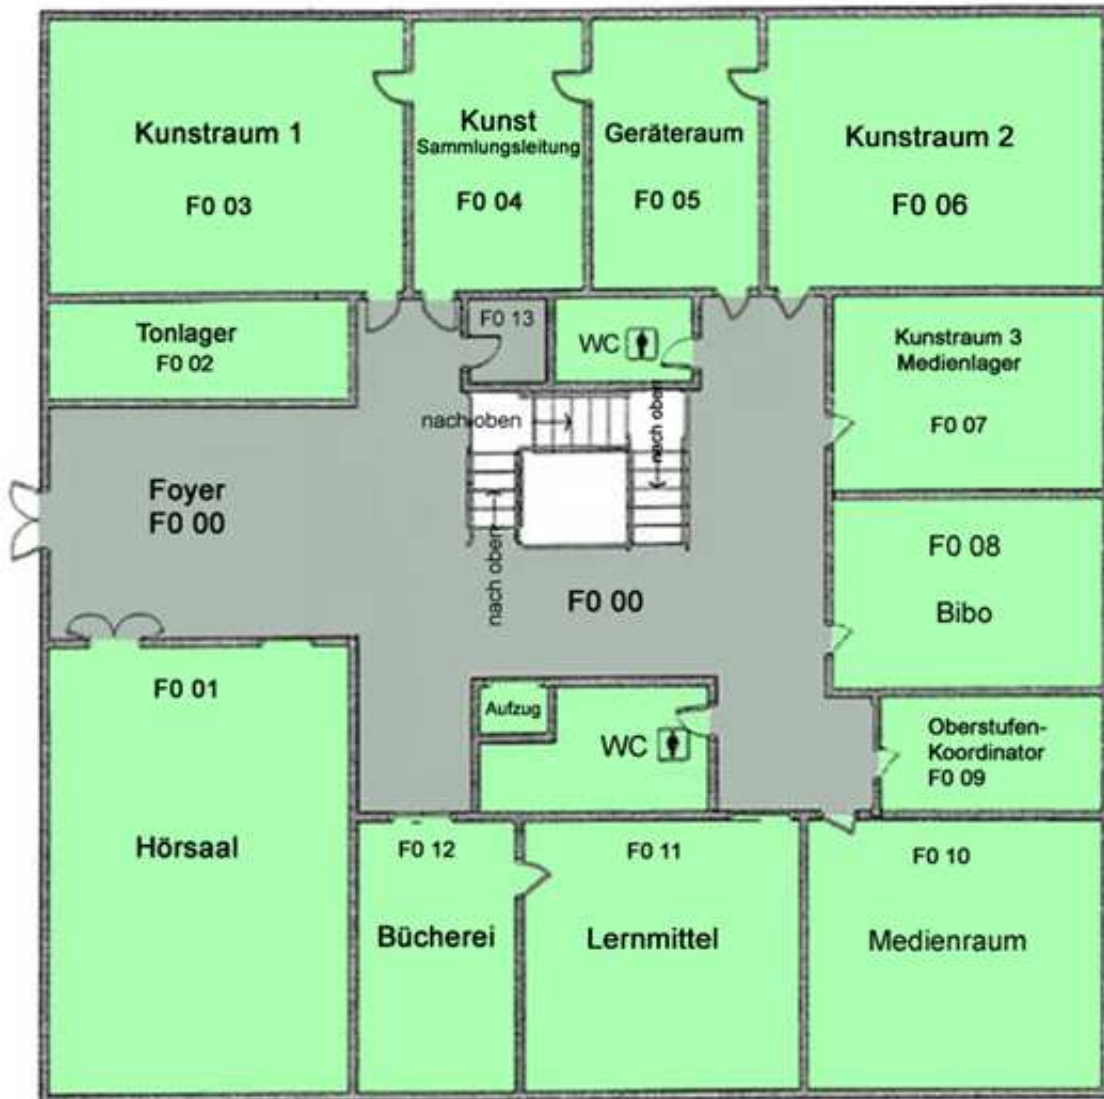 Kunstraum 1
F0 03
Kunst
Sammlungsleitung
F0 04
Geräteraum
F0 05
Kunstraum 2
F0 06
Tonlager
F0 02
F0 13
WC
Kunstraum 3
Medienlager
F0 07
nach oben
nach oben
nach oben
Foyer
F0 00
F0 00
F0 08
Bibo
F0 01
Hörsaal
Aufzug
WC
Oberstufen-
Koordinator
F0 09
F0 12
Bücherei
F0 11
Lernmittel
F0 10
Medienraum